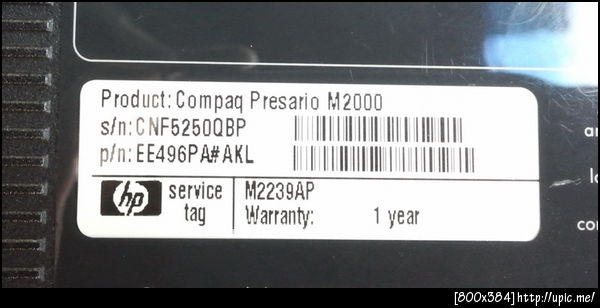 Product: Compaq Presario M2000
s/n: CNF5250QBP
p/n: EE496PA#AKL
hp service tag
M2239AP
Warranty: 1 year
[800x384] http://upic.me/